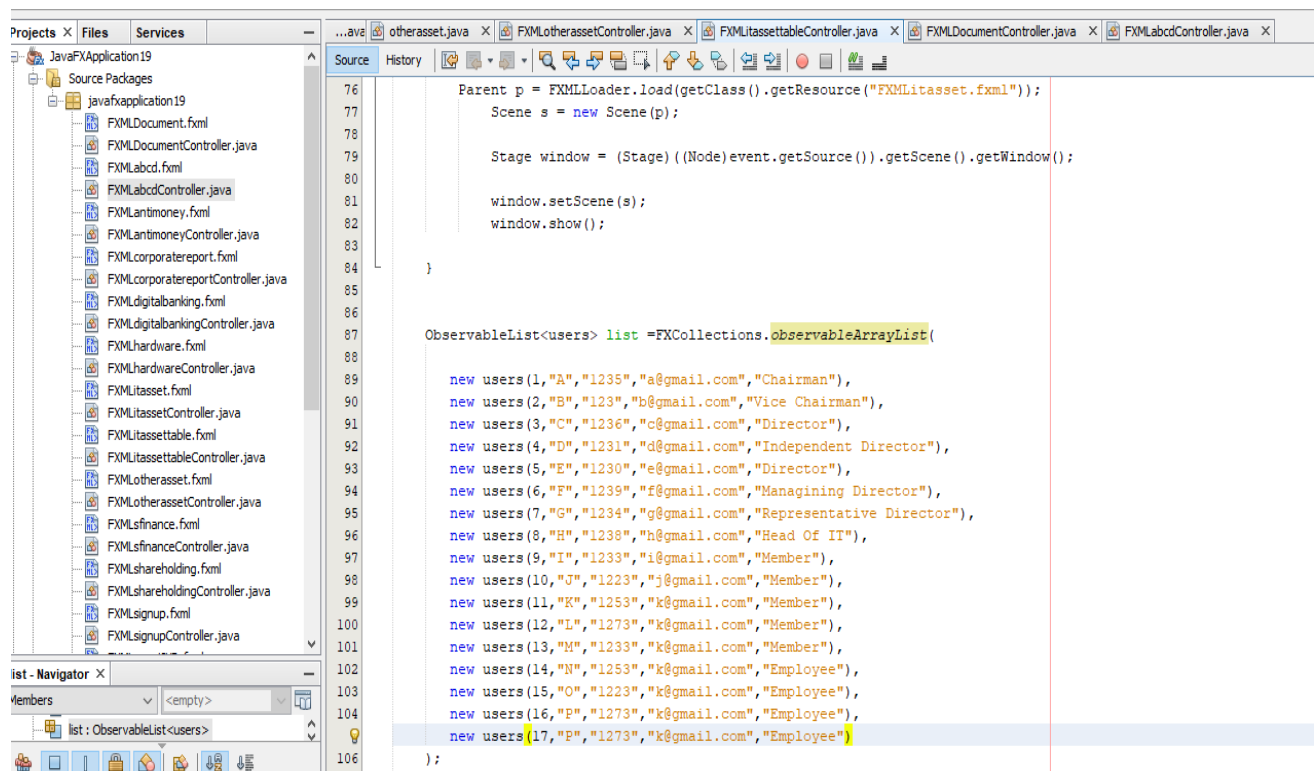 Projects × Files Services
JavaFXApplication19
Source Packages
javafxapplication19
FXMLDocument.fxml
FXMLDocumentController.java
FXMLabcd.fxml
FXMLabcdController.java
FXMLantimoney.fxml
FXMLantimoneyController.java
FXMLcorporatereport.fxml
FXMLcorporatereportController.java
FXMLdigitalbanking.fxml
FXMLdigitalbankingController.java
FXMLhardware.fxml
FXMLhardwareController.java
FXMLitasset.fxml
FXMLitassetController.java
FXMLitassettable.fxml
FXMLitassettableController.java
FXMLotherasset.fxml
FXMLotherassetController.java
FXMLsfinance.fxml
FXMLsfinanceController.java
FXMLshareholding.fxml
FXMLshareholdingController.java
FXMLsignup.fxml
FXMLsignupController.java
list - Navigator ×
Members <empty>
list : ObservableList<users>
...ava otherasset.java × FXMLotherassetController.java × FXMLitassettableController.java × FXMLDocumentController.java × FXMLabcdController.java ×
Source History
76 Parent p = FXMLLoader.load(getClass().getResource("FXMLitasset.fxml"));
77 Scene s = new Scene(p);
78
79 Stage window = (Stage)((Node)event.getSource()).getScene().getWindow();
80
81 window.setScene(s);
82 window.show();
83
84 }
85
86
87 ObservableList<users> list =FXCollections.observableArrayList(
88
89 new users(1,"A","1235","a@gmail.com","Chairman"),
90 new users(2,"B","123","b@gmail.com","Vice Chairman"),
91 new users(3,"C","1236","c@gmail.com","Director"),
92 new users(4,"D","1231","d@gmail.com","Independent Director"),
93 new users(5,"E","1230","e@gmail.com","Director"),
94 new users(6,"F","1239","f@gmail.com","Managining Director"),
95 new users(7,"G","1234","g@gmail.com","Representative Director"),
96 new users(8,"H","1238","h@gmail.com","Head Of IT"),
97 new users(9,"I","1233","i@gmail.com","Member"),
98 new users(10,"J","1223","j@gmail.com","Member"),
99 new users(11,"K","1253","k@gmail.com","Member"),
100 new users(12,"L","1273","k@gmail.com","Member"),
101 new users(13,"M","1233","k@gmail.com","Member"),
102 new users(14,"N","1253","k@gmail.com","Employee"),
103 new users(15,"O","1223","k@gmail.com","Employee"),
104 new users(16,"P","1273","k@gmail.com","Employee"),
new users(17,"P","1273","k@gmail.com","Employee")
106 );